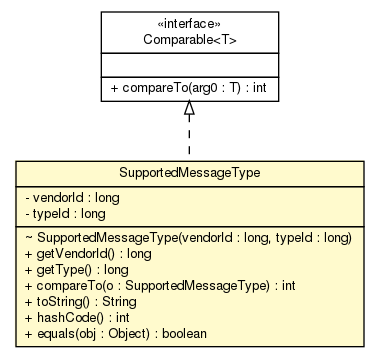 «interface»
Comparable<T>
+ compareTo(arg0 : T) : int
SupportedMessageType
- vendorId : long
- typeId : long
~ SupportedMessageType(vendorId : long, typeId : long)
+ getVendorId() : long
+ getType() : long
+ compareTo(o : SupportedMessageType) : int
+ toString() : String
+ hashCode() : int
+ equals(obj : Object) : boolean